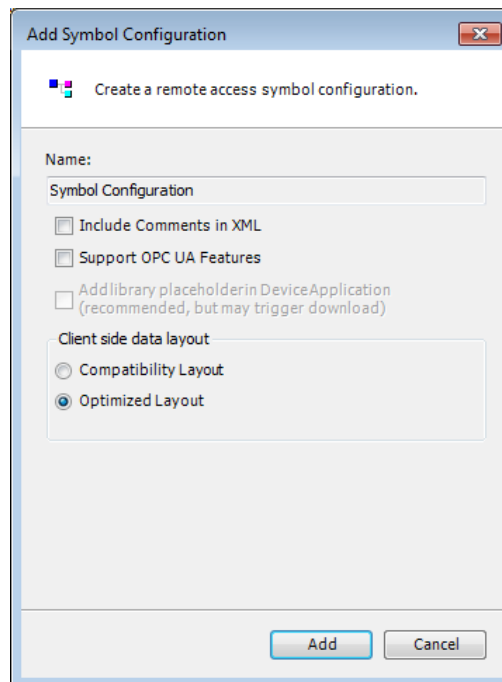 Add Symbol Configuration
Create a remote access symbol configuration.
Name:
Symbol Configuration
Include Comments in XML
Support OPC UA Features
Add library placeholder in Device Application
(recommended, but may trigger download)
Client side data layout
Compatibility Layout
Optimized Layout
Add
Cancel